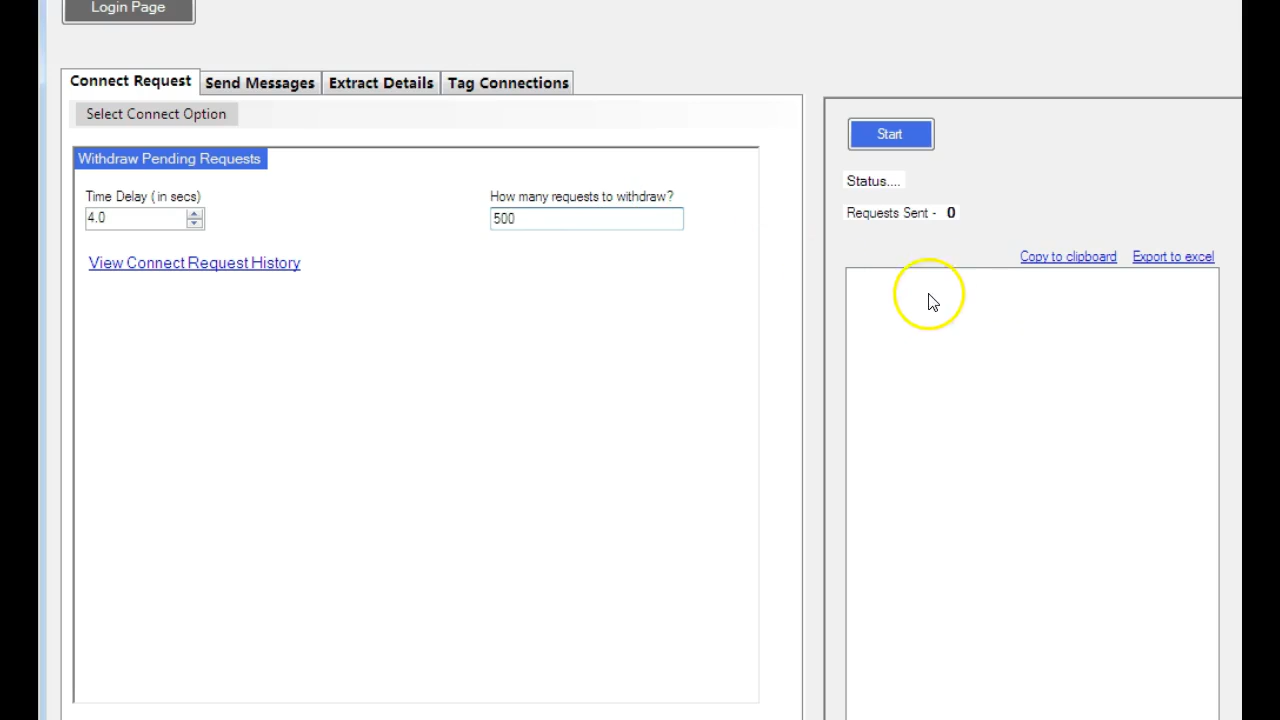 Login Page
Connect Request Send Messages Extract Details Tag Connections
Select Connect Option
Withdraw Pending Requests
Time Delay ( in secs)
How many requests to withdraw?
4.0
500
View Connect Request History
Start
Status....
Requests Sent - 0
Copy to clipboard Export to excel